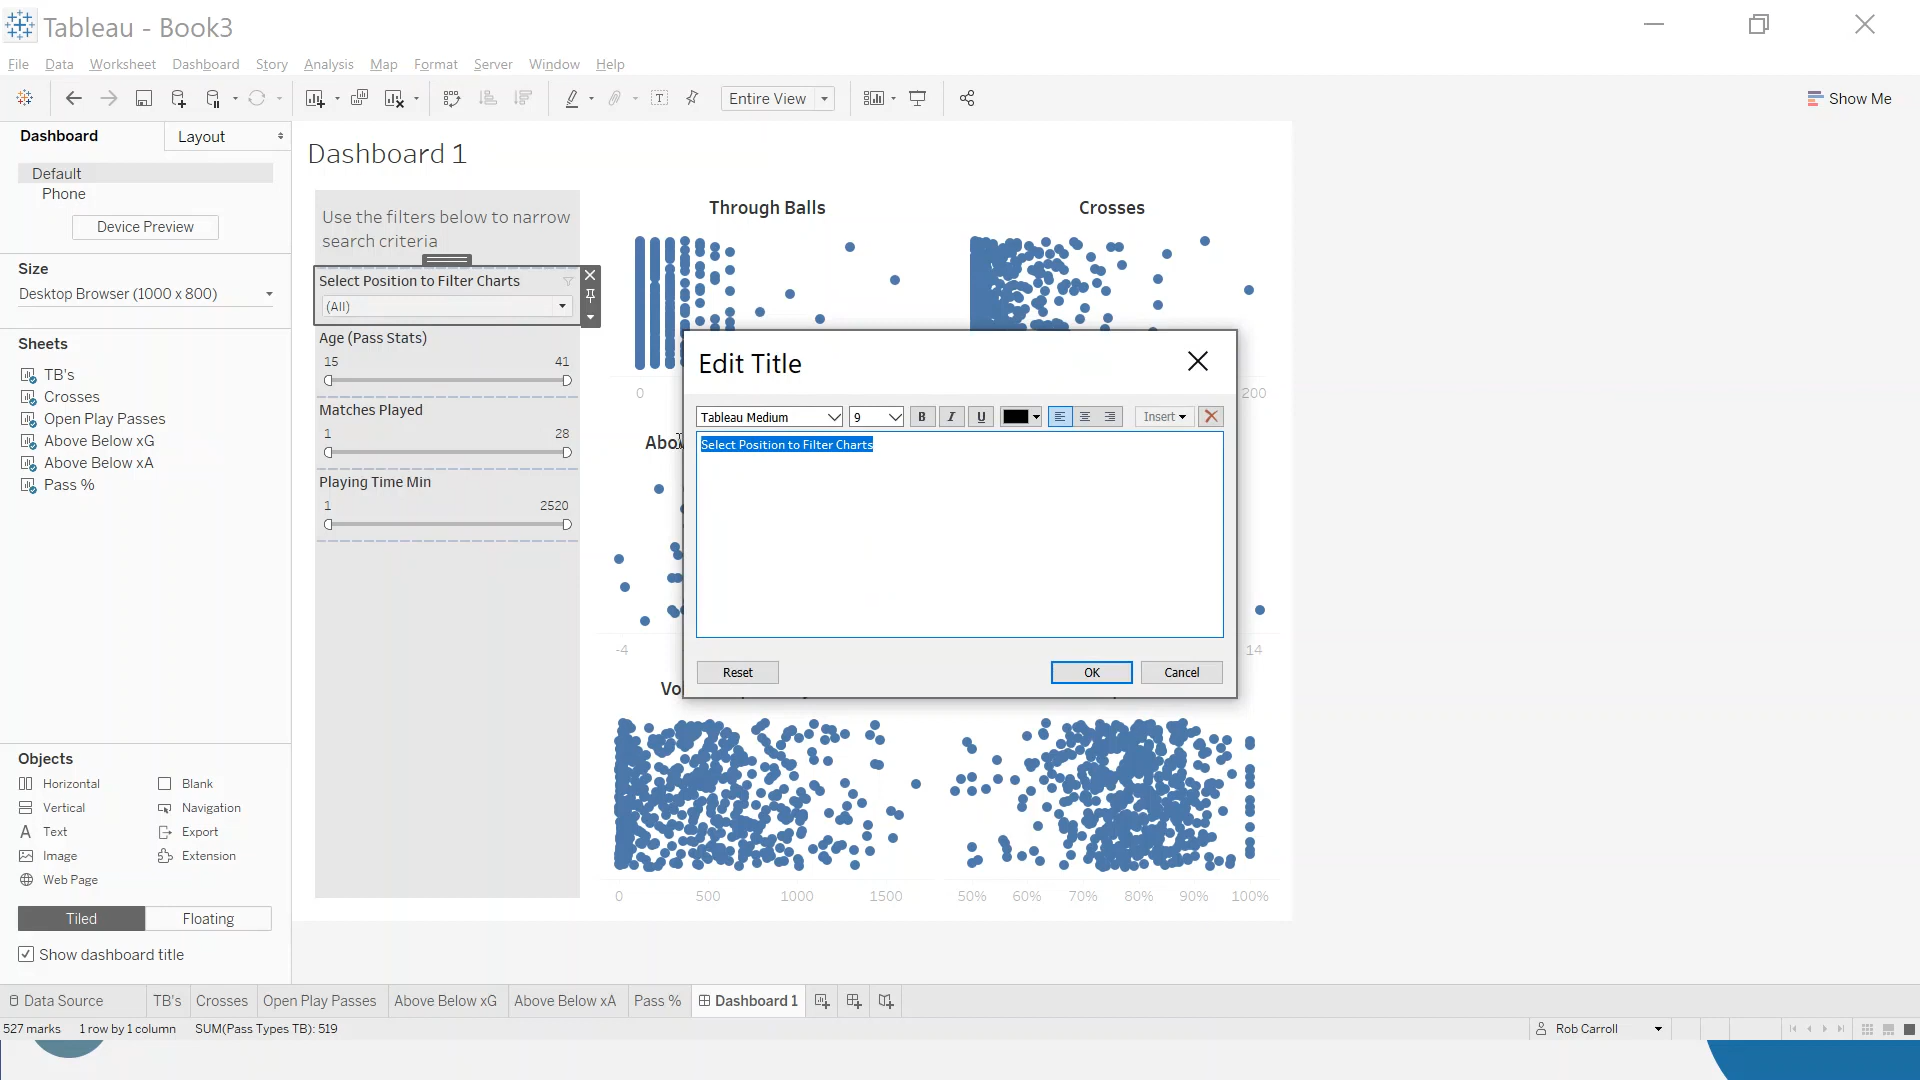 Tableau - Book3
File Data Worksheet Dashboard Story Analysis Map Format Server Window Help
Entire View
Show Me
Dashboard Layout
Default
Phone
Device Preview
Size
Desktop Browser (1000 x 800)
Sheets
TB's
Crosses
Open Play Passes
Above Below xG
Above Below xA
Pass %
Objects
Horizontal Blank
Vertical Navigation
Text Export
Image Extension
Web Page
Tiled Floating
Show dashboard title
Dashboard 1
Use the filters below to narrow
search criteria
Select Position to Filter Charts
(All)
Age (Pass Stats)
15 41
Matches Played
1 28
Playing Time Min
1 2520
Through Balls
0
Crosses
200
-4
14
0 500 1000 1500
50% 60% 70% 80% 90% 100%
Edit Title
Tableau Medium 9 B I U Insert
Select Position to Filter Charts
Reset OK Cancel
Data Source TB's Crosses Open Play Passes Above Below xG Above Below xA Pass % Dashboard 1
527 marks 1 row by 1 column SUM(Pass Types TB): 519
Rob Carroll